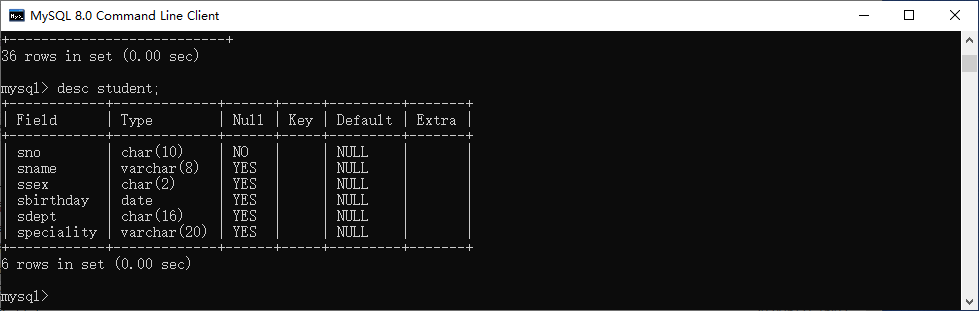 MySQL 8.0 Command Line Client
+---------------------------+
36 rows in set (0.00 sec)
mysql> desc student;
+------------+-------------+------+-----+---------+-------+
| Field      | Type        | Null | Key | Default | Extra |
+------------+-------------+------+-----+---------+-------+
| sno        | char(10)    | NO   |     | NULL    |       |
| sname      | varchar(8)  | YES  |     | NULL    |       |
| ssex       | char(2)     | YES  |     | NULL    |       |
| sbirthday  | date        | YES  |     | NULL    |       |
| sdept      | char(16)    | YES  |     | NULL    |       |
| speciality | varchar(20) | YES  |     | NULL    |       |
+------------+-------------+------+-----+---------+-------+
6 rows in set (0.00 sec)
mysql>